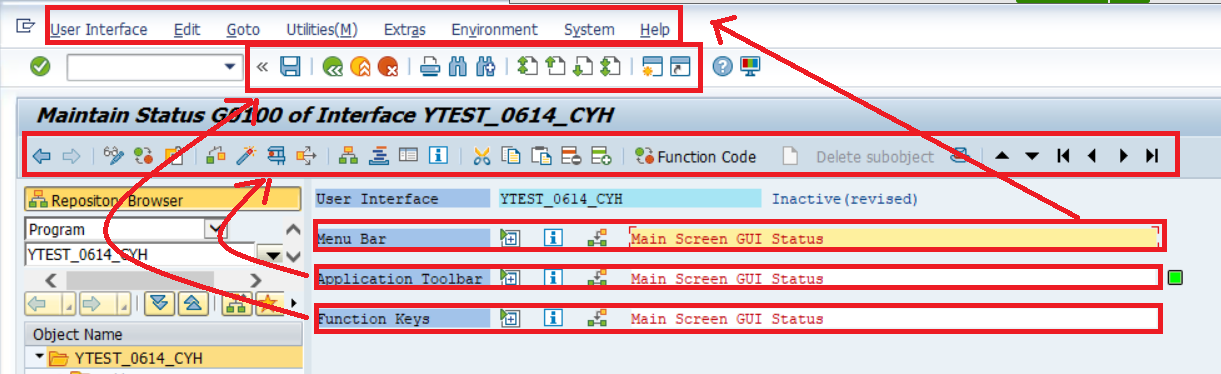 User Interface Edit Goto Utilities(M) Extras Environment System Help
Maintain Status G0100 of Interface YTEST_0614_CYH
Function Code Delete subobject
Repository Browser
Program
YTEST_0614_CYH
Object Name
YTEST_0614_CYH
User Interface YTEST_0614_CYH Inactive(revised)
Menu Bar Main Screen GUI Status
Application Toolbar Main Screen GUI Status
Function Keys Main Screen GUI Status